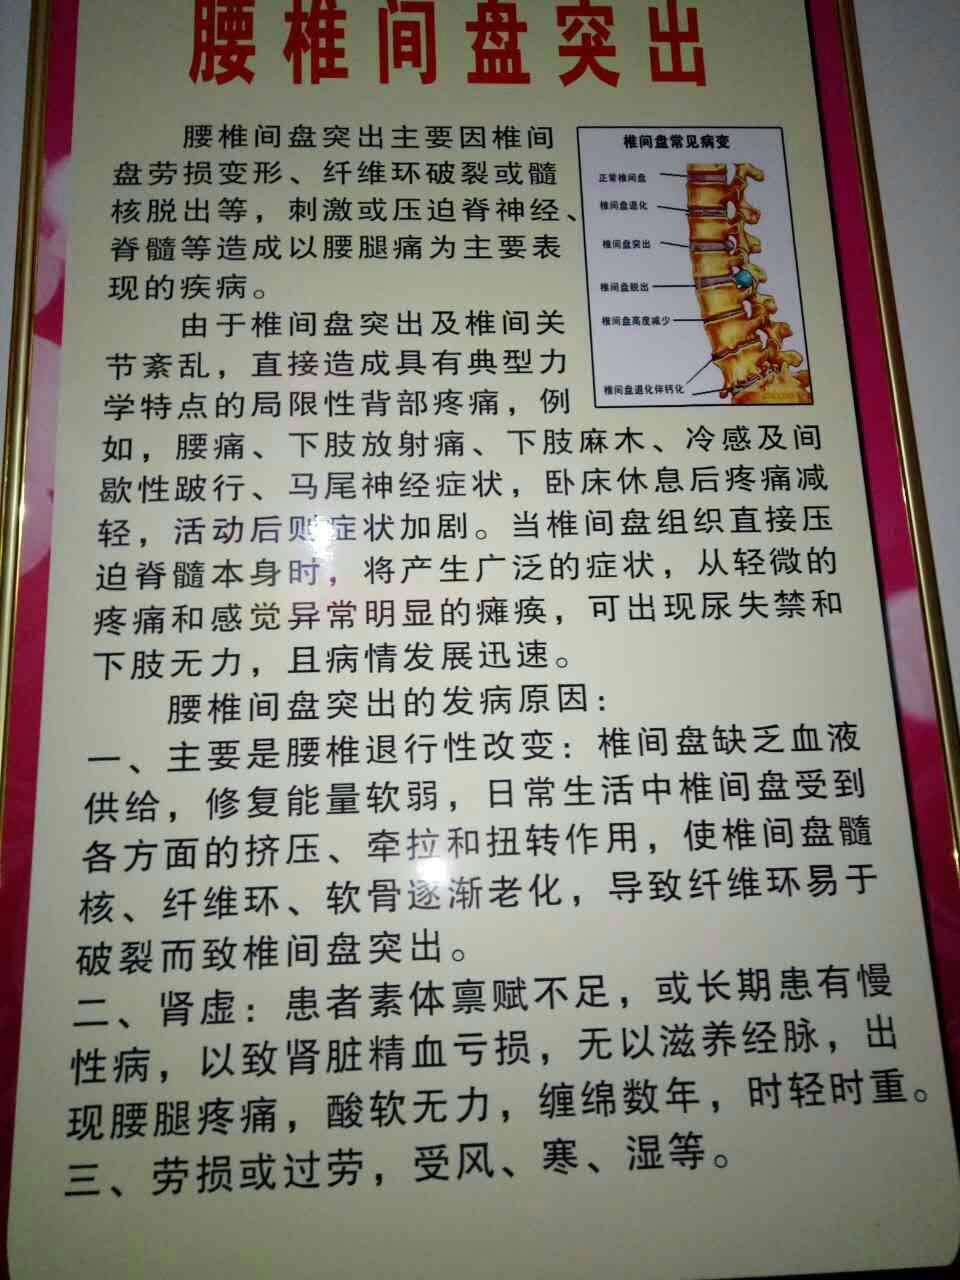 腰椎间盘突出
腰椎间盘突出主要因椎间
盘劳损变形、纤维环破裂或髓
核脱出等，刺激或压迫脊神经、
脊髓等造成以腰腿痛为主要表
现的疾病。
椎间盘常见病变
正常椎间盘
椎间盘退化
椎间盘突出
椎间盘脱出
椎间盘高度减少
椎间盘退化伴钙化
由于椎间盘突出及椎间关
节紊乱，直接造成具有典型力
学特点的局限性背部疼痛，例
如，腰痛、下肢放射痛、下肢麻木、冷感及间
歇性跛行、马尾神经症状，卧床休息后疼痛减
轻，活动后则症状加剧。当椎间盘组织直接压
迫脊髓本身时，将产生广泛的症状，从轻微的
疼痛和感觉异常明显的瘫痪，可出现尿失禁和
下肢无力，且病情发展迅速。
腰椎间盘突出的发病原因：
一、主要是腰椎退行性改变：椎间盘缺乏血液
供给，修复能量软弱，日常生活中椎间盘受到
各方面的挤压、牵拉和扭转作用，使椎间盘髓
核、纤维环、软骨逐渐老化，导致纤维环易于
破裂而致椎间盘突出。
二、肾虚：患者素体禀赋不足，或长期患有慢
性病，以致肾脏精血亏损，无以滋养经脉，出
现腰腿疼痛，酸软无力，缠绵数年，时轻时重。
三、劳损或过劳，受风、寒、湿等。